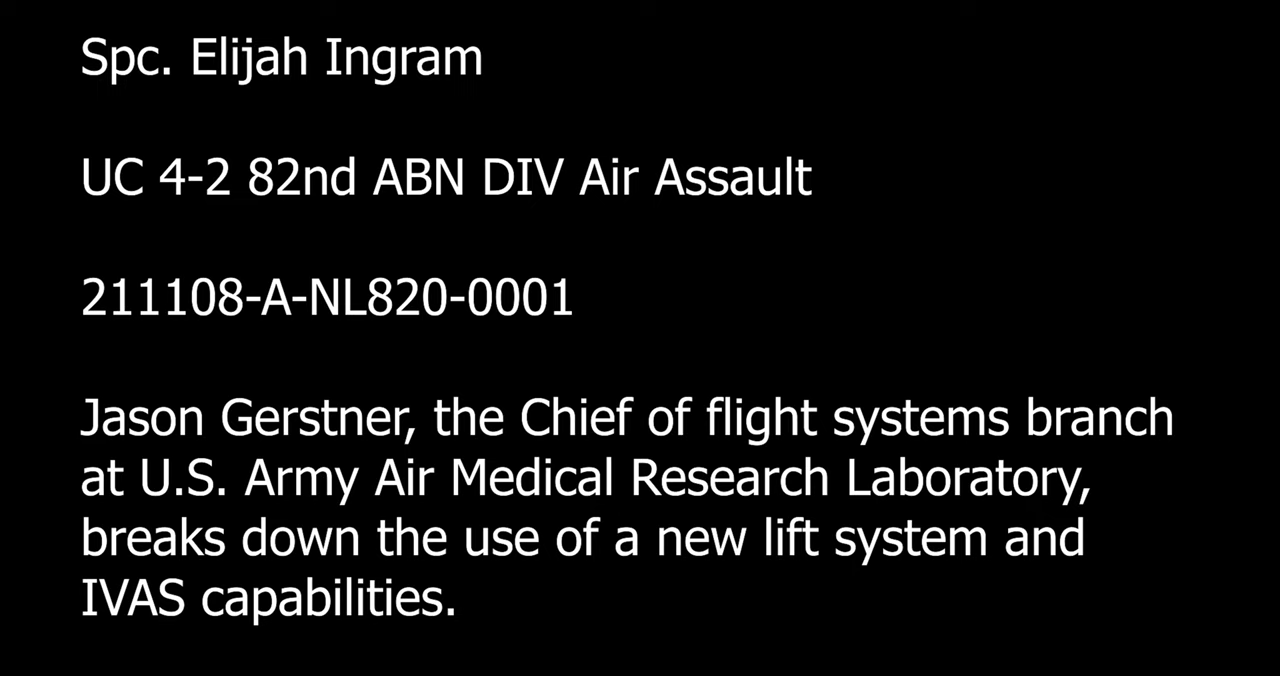 Spc. Elijah Ingram
UC 4-2 82nd ABN DIV Air Assault
211108-A-NL820-0001
Jason Gerstner, the Chief of flight systems branch
at U.S. Army Air Medical Research Laboratory,
breaks down the use of a new lift system and
IVAS capabilities.